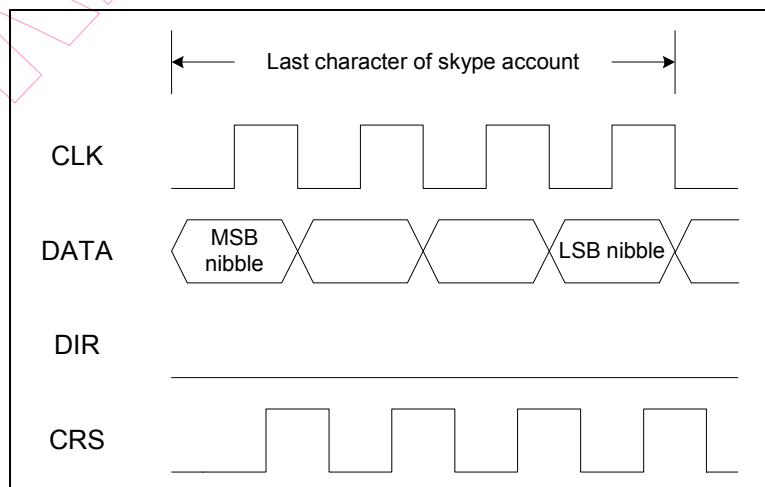 Last character of skype account
CLK
DATA
MSB
nibble
LSB nibble
DIR
CRS